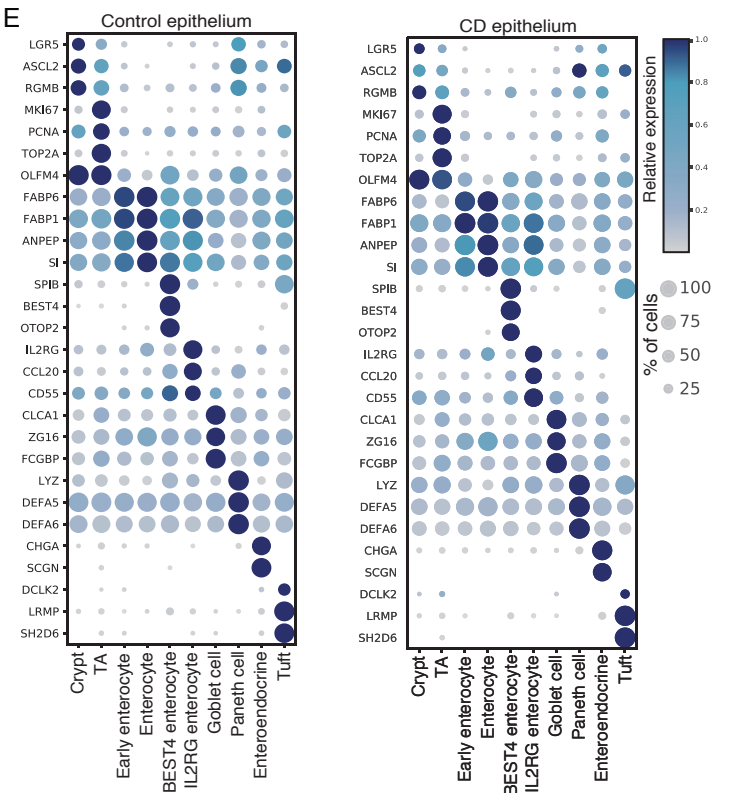 E
Control epithelium
LGR5
ASCL2
RGMB
MKI67
PCNA
TOP2A
OLFM4
FABP6
FABP1
ANPEP
SI
SPIB
BEST4
OTOP2
IL2RG
CCL20
CD55
CLCA1
ZG16
FCGBP
LYZ
DEFA5
DEFA6
CHGA
SCGN
DCLK2
LRMP
SH2D6
Crypt
TA
Early enterocyte
Enterocyte
BEST4 enterocyte
IL2RG enterocyte
Goblet cell
Paneth cell
Enteroendocrine
Tuft
CD epithelium
LGR5
ASCL2
RGMB
MKI67
PCNA
TOP2A
OLFM4
FABP6
FABP1
ANPEP
SI
SPIB
BEST4
OTOP2
IL2RG
CCL20
CD55
CLCA1
ZG16
FCGBP
LYZ
DEFA5
DEFA6
CHGA
SCGN
DCLK2
LRMP
SH2D6
Crypt
TA
Early enterocyte
Enterocyte
BEST4 enterocyte
IL2RG enterocyte
Goblet cell
Paneth cell
Enteroendocrine
Tuft
Relative expression
1.0
0.8
0.6
0.4
0.2
% of cells
100
75
50
25